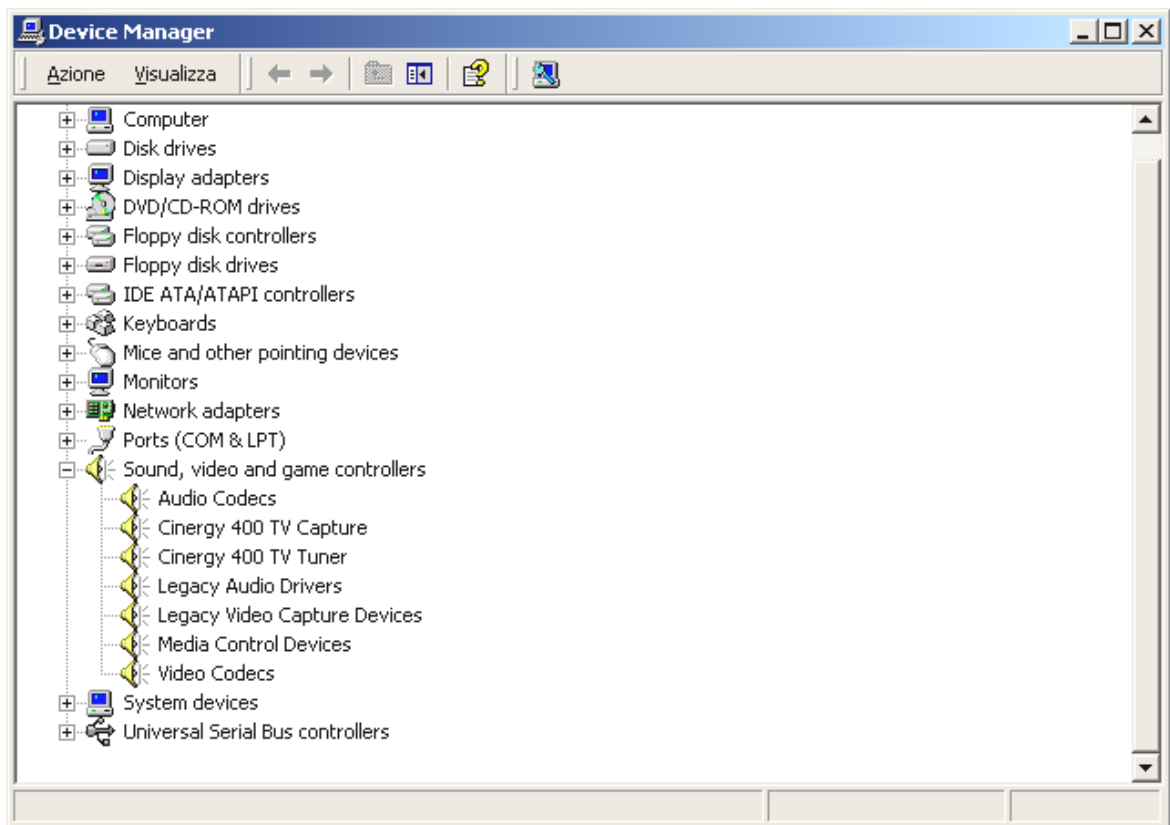 Device Manager
Azione Visualizza
Computer
Disk drives
Display adapters
DVD/CD-ROM drives
Floppy disk controllers
Floppy disk drives
IDE ATA/ATAPI controllers
Keyboards
Mice and other pointing devices
Monitors
Network adapters
Ports (COM & LPT)
Sound, video and game controllers
Audio Codecs
Cinergy 400 TV Capture
Cinergy 400 TV Tuner
Legacy Audio Drivers
Legacy Video Capture Devices
Media Control Devices
Video Codecs
System devices
Universal Serial Bus controllers